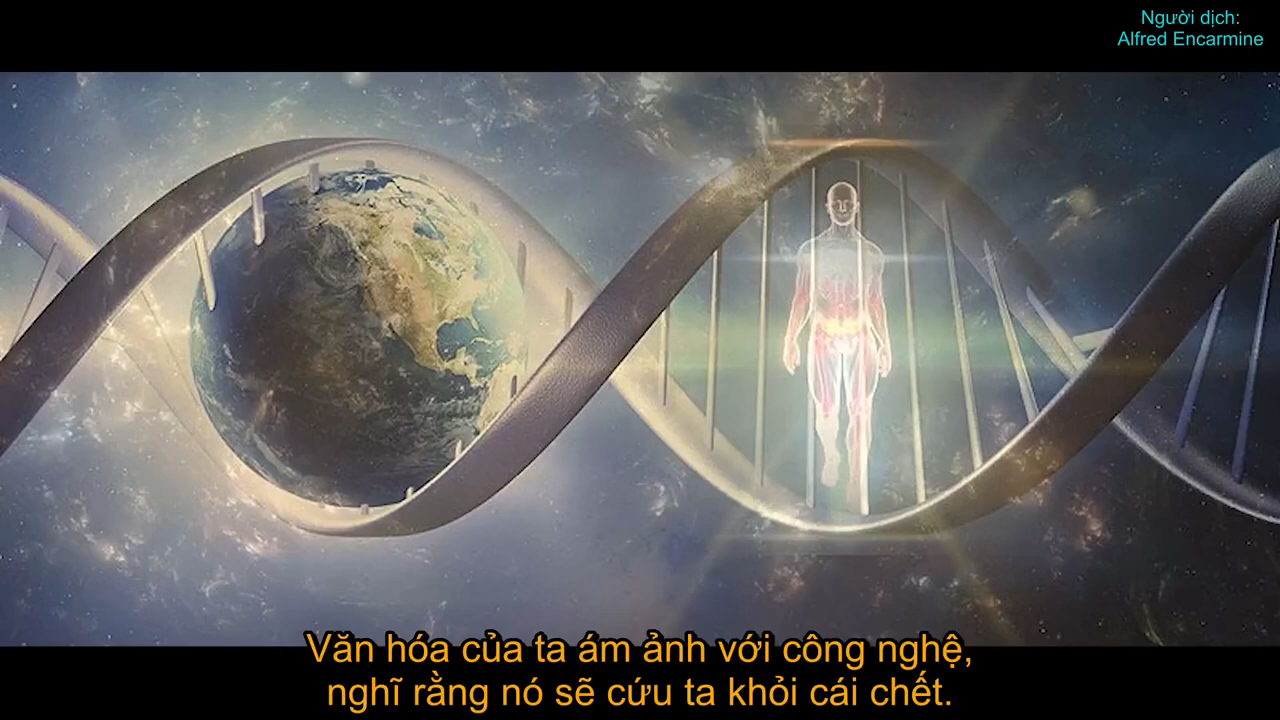 Người dịch:
Alfred Encarmine
Văn hóa của ta ám ảnh với công nghệ,
nghĩ rằng nó sẽ cứu ta khỏi cái chết.